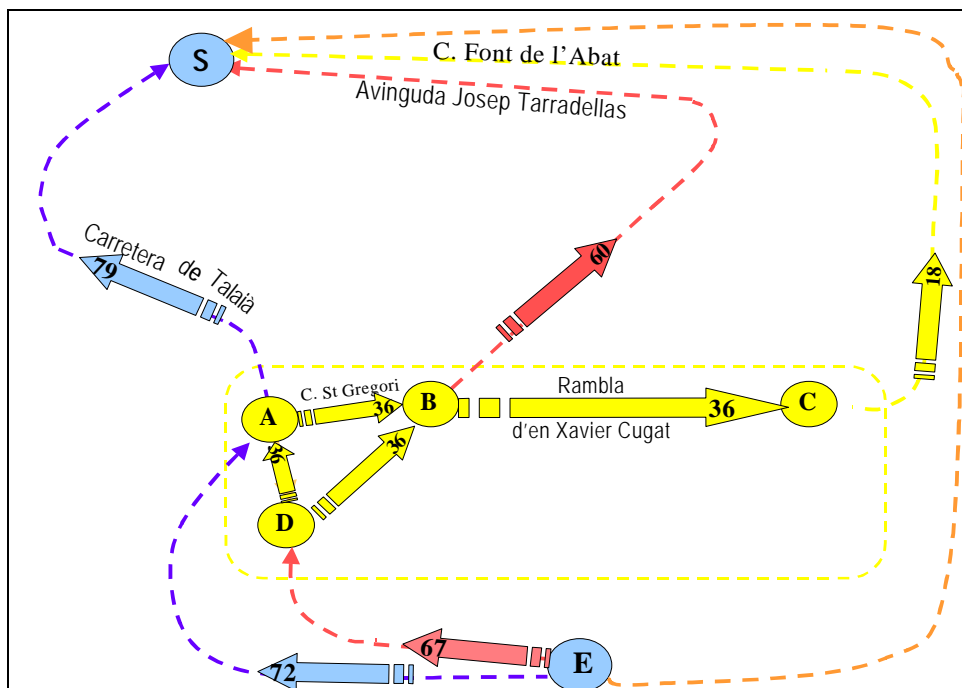 S
C. Font de l'Abat
Avinguda Josep Tarradellas
Carretera de Talaià
79
60
18
C. St Gregori
Rambla
A
36
B
36
C
d'en Xavier Cugat
36
36
D
67
E
72